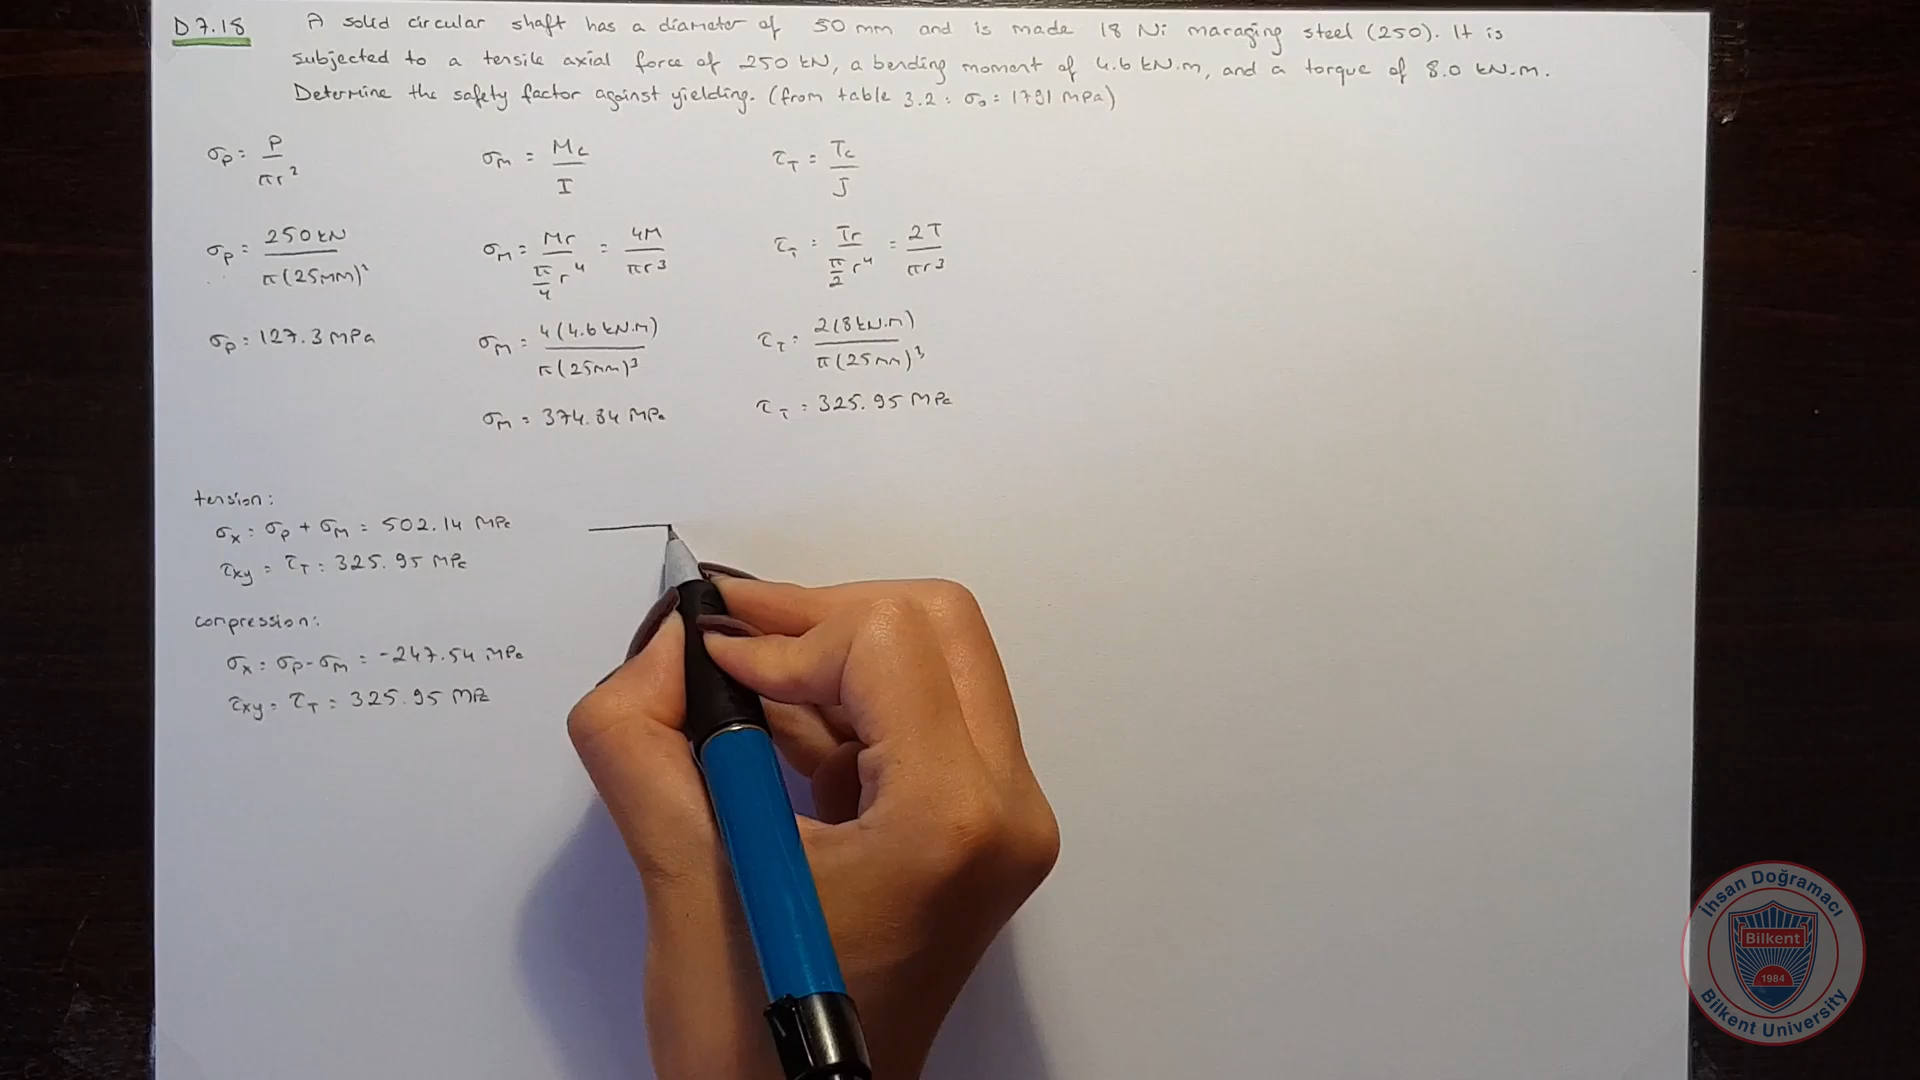 D 7.18 A solid circular shaft has a diameter of 50 mm and is made 18 Ni maraging steel (250). It is
subjected to a tensile axial force of 250 kN, a bending moment of 4.6 kN.m, and a torque of 8.0 kN.m.
Determine the safety factor against yielding. (from table 3.2 : σ₀ = 1791 MPa)
σP = P / πr²
σM = Mc / I
τT = Tc / J
σP = 250 kN / π(25mm)²
σM = Mr / (π/4 r⁴) = 4M / πr³
τT = Tr / (π/2 r⁴) = 2T / πr³
σP = 127.3 MPa
σM = 4(4.6 kN.m) / π(25mm)³
τT = 2(8 kN.m) / π(25mm)³
σM = 374.84 MPa
τT = 325.95 MPa
tension:
σx = σP + σM = 502.14 MPa
τxy = τT = 325.95 MPa
compression:
σx = σP - σM = -247.54 MPa
τxy = τT = 325.95 MPa
İhsan Doğramacı
Bilkent
1984
Bilkent University